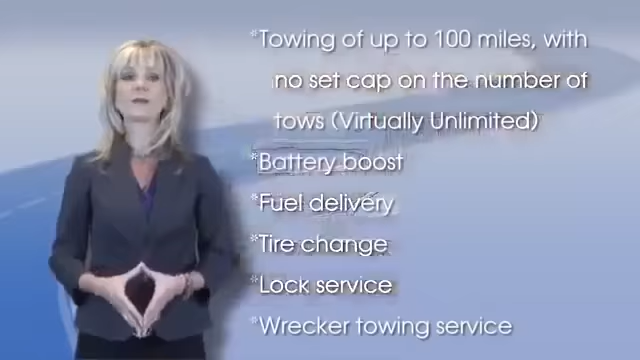 *Towing of up to 100 miles, with
no set cap on the number of
tows (Virtually Unlimited)
*Battery boost
*Fuel delivery
*Tire change
*Lock service
*Wrecker towing service